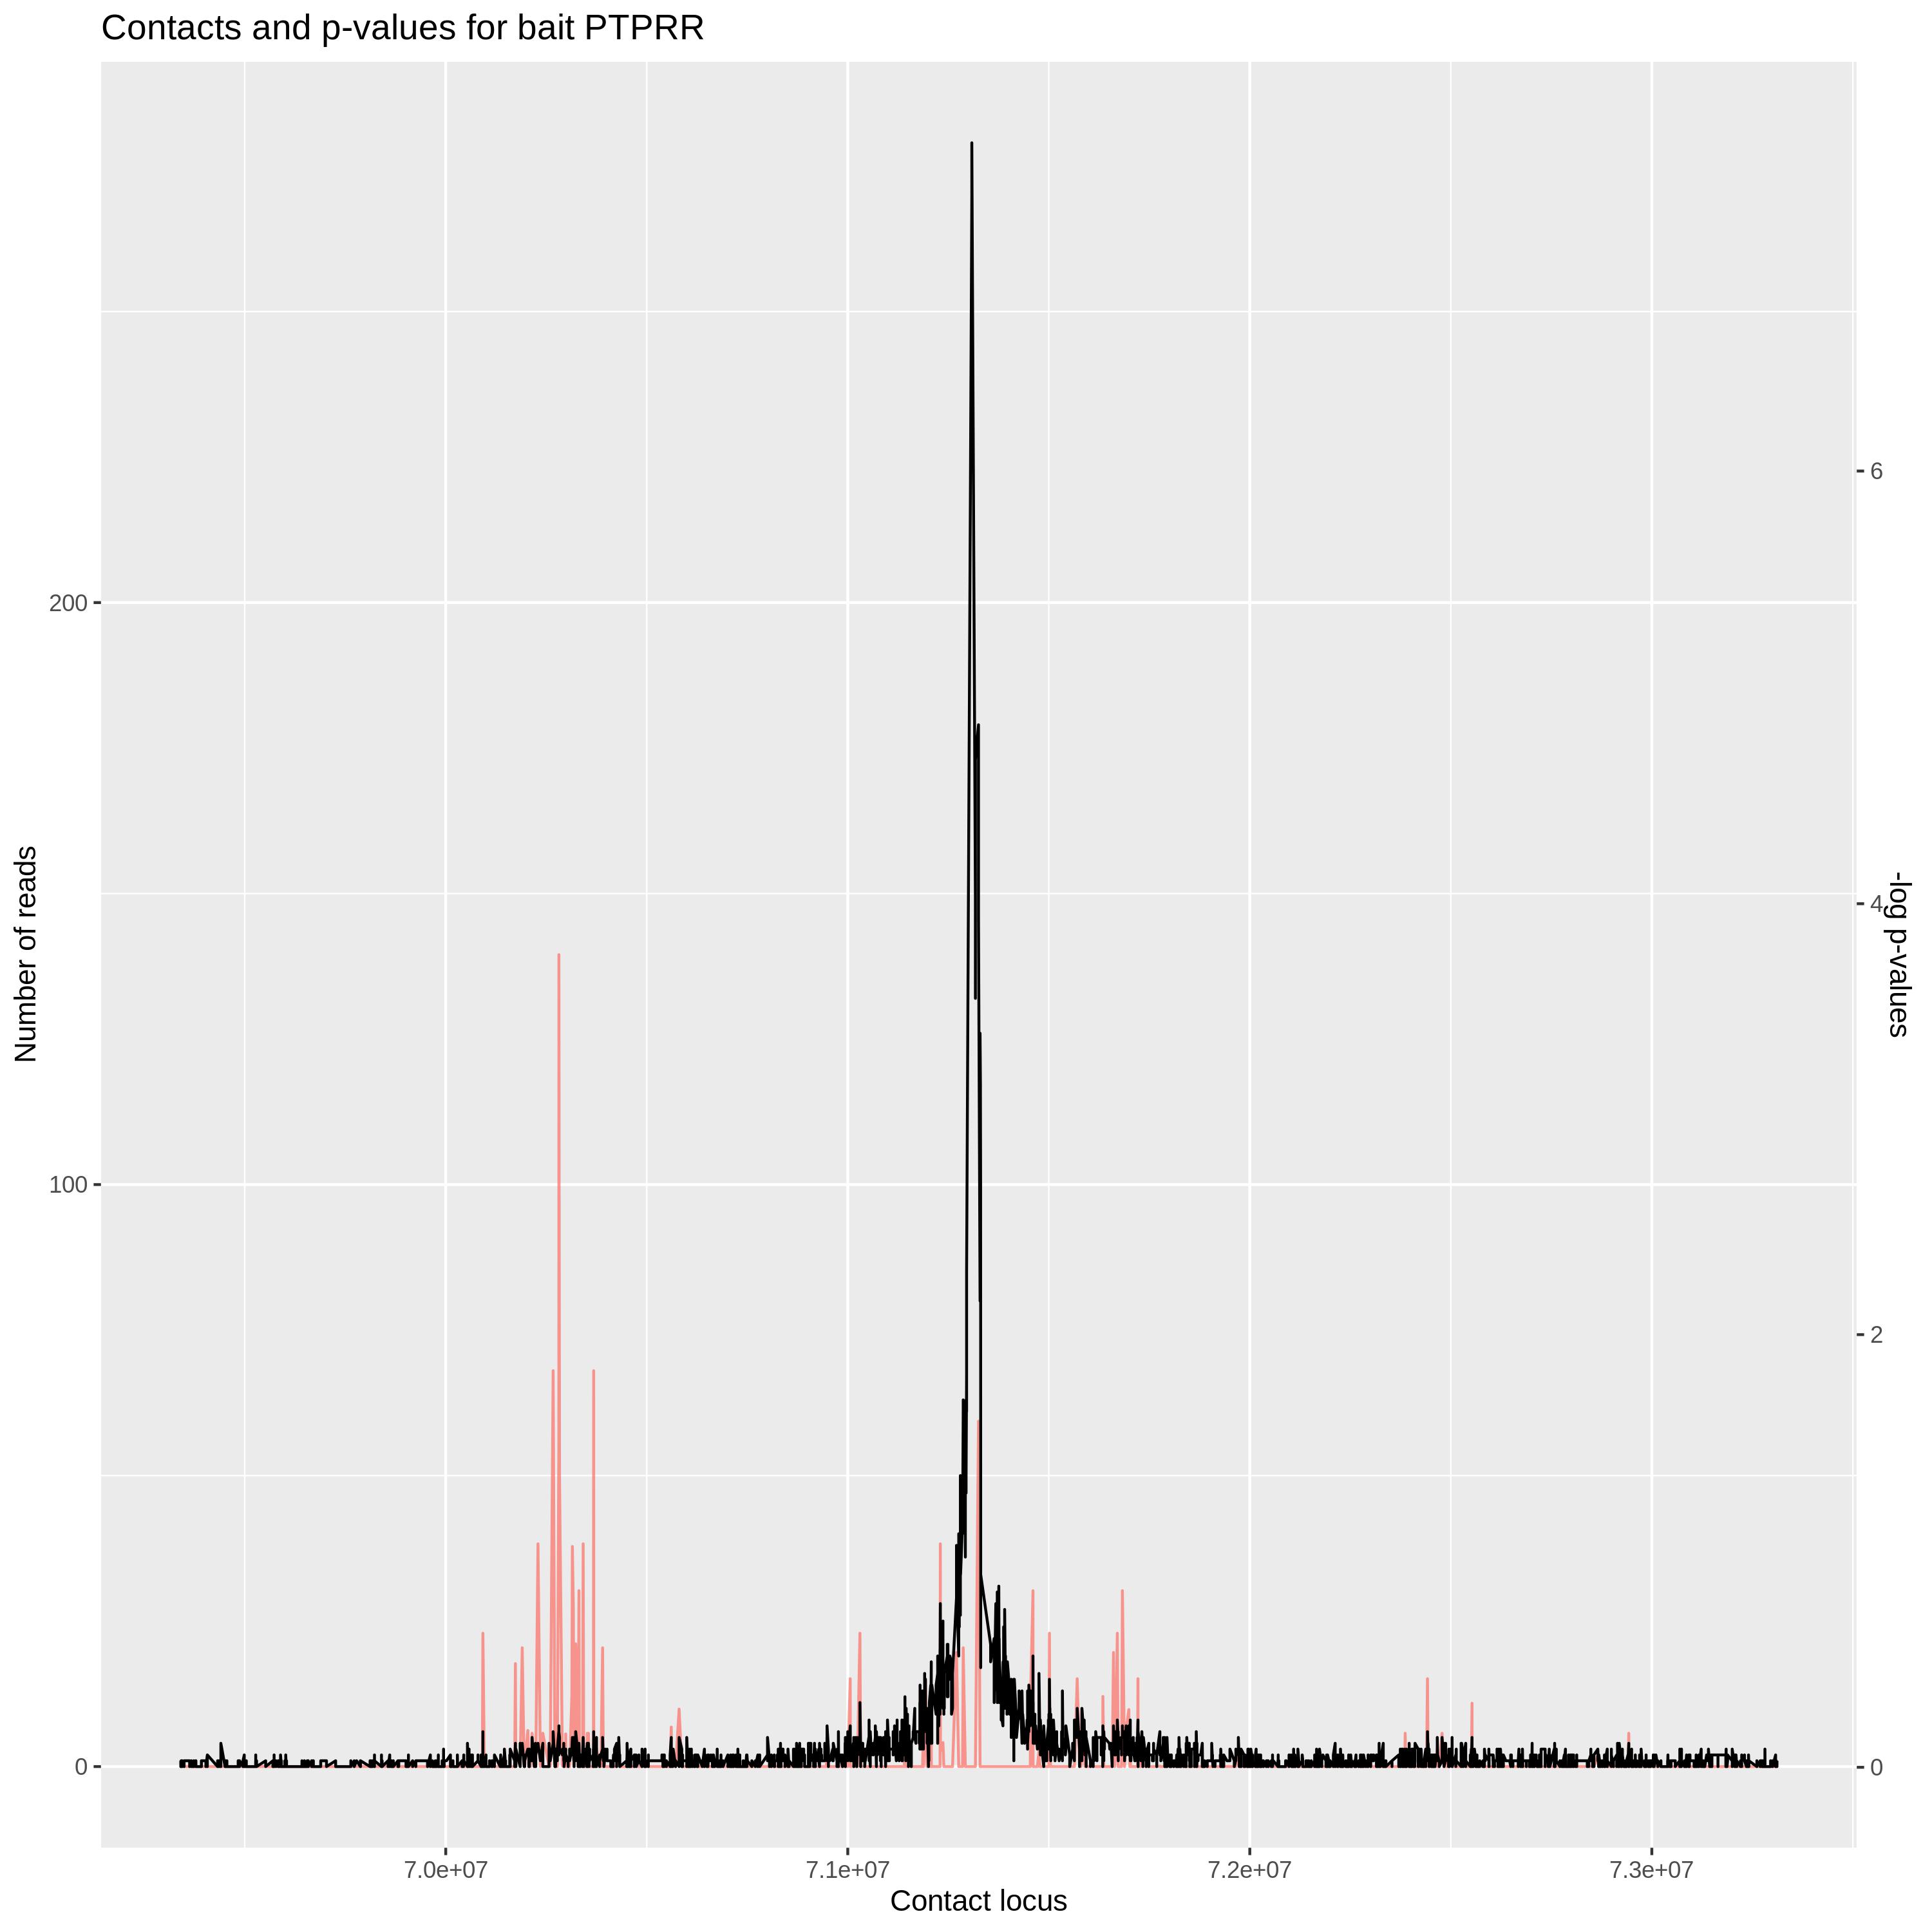 Contacts and p-values for bait PTPRR
Number of reads
200
100
0
6
4
2
0
-log p-values
7.0e+07
7.1e+07
7.2e+07
7.3e+07
Contact locus